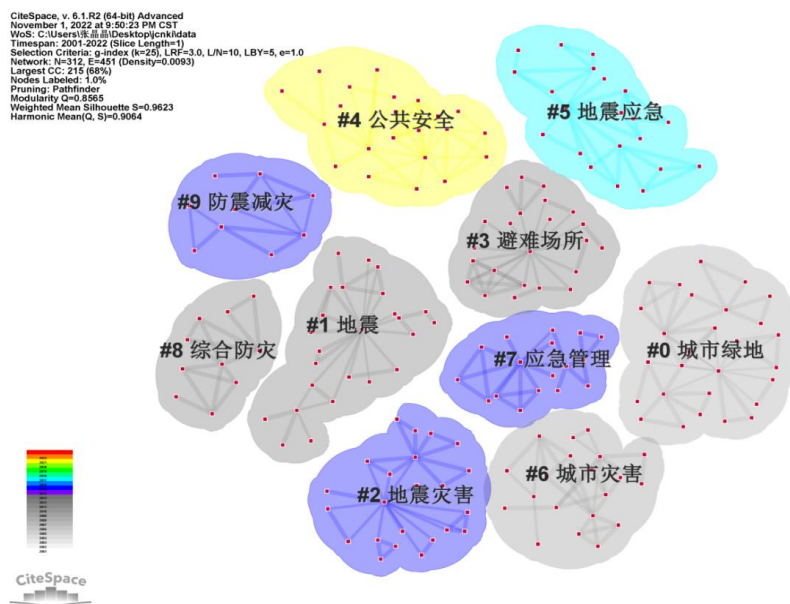 CiteSpace, v. 6.1.R2 (64-bit) Advanced
November 1, 2022 at 9:50:23 PM CST
WoS: C:\Users\张晶晶\Desktop\jcnki\data
Timespan: 2001-2022 (Slice Length=1)
Selection Criteria: g-index (k=25), LRF=3.0, L/N=10, LBY=5, e=1.0
Network: N=312, E=451 (Density=0.0093)
Largest CC: 215 (68%)
Nodes Labeled: 1.0%
Pruning: Pathfinder
Modularity Q=0.8565
Weighted Mean Silhouette S=0.9623
Harmonic Mean(Q, S)=0.9064
#4 公共安全
#5 地震应急
#9 防震减灾
#3 避难场所
#1 地震
#8 综合防灾
#7 应急管理
#0 城市绿地
#2 地震灾害
#6 城市灾害
CiteSpace